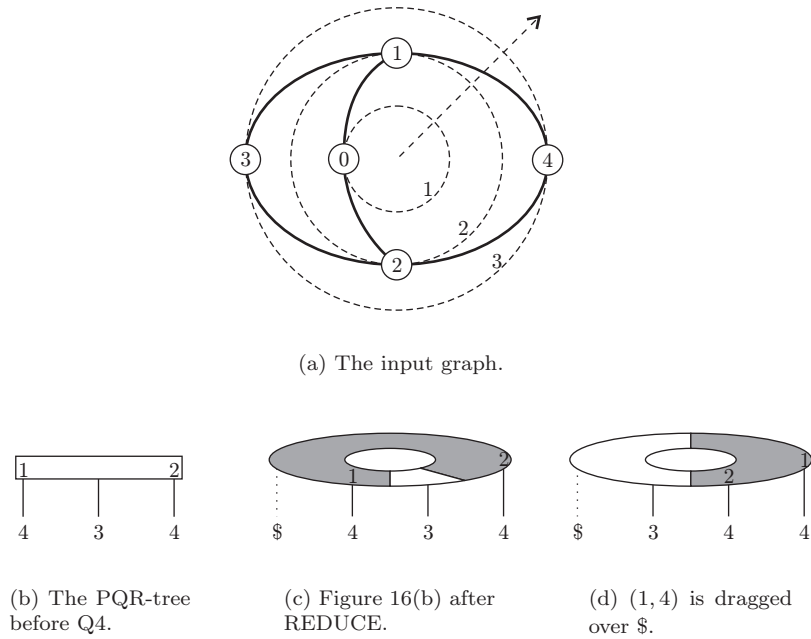 1
3
0
4
1
2
2
3
(a) The input graph.
1 2
4 3 4
1 2
$ 4 3 4
2 1
$ 3 4 4
(b) The PQR-tree
before Q4.
(c) Figure 16(b) after
REDUCE.
(d) (1, 4) is dragged
over $.